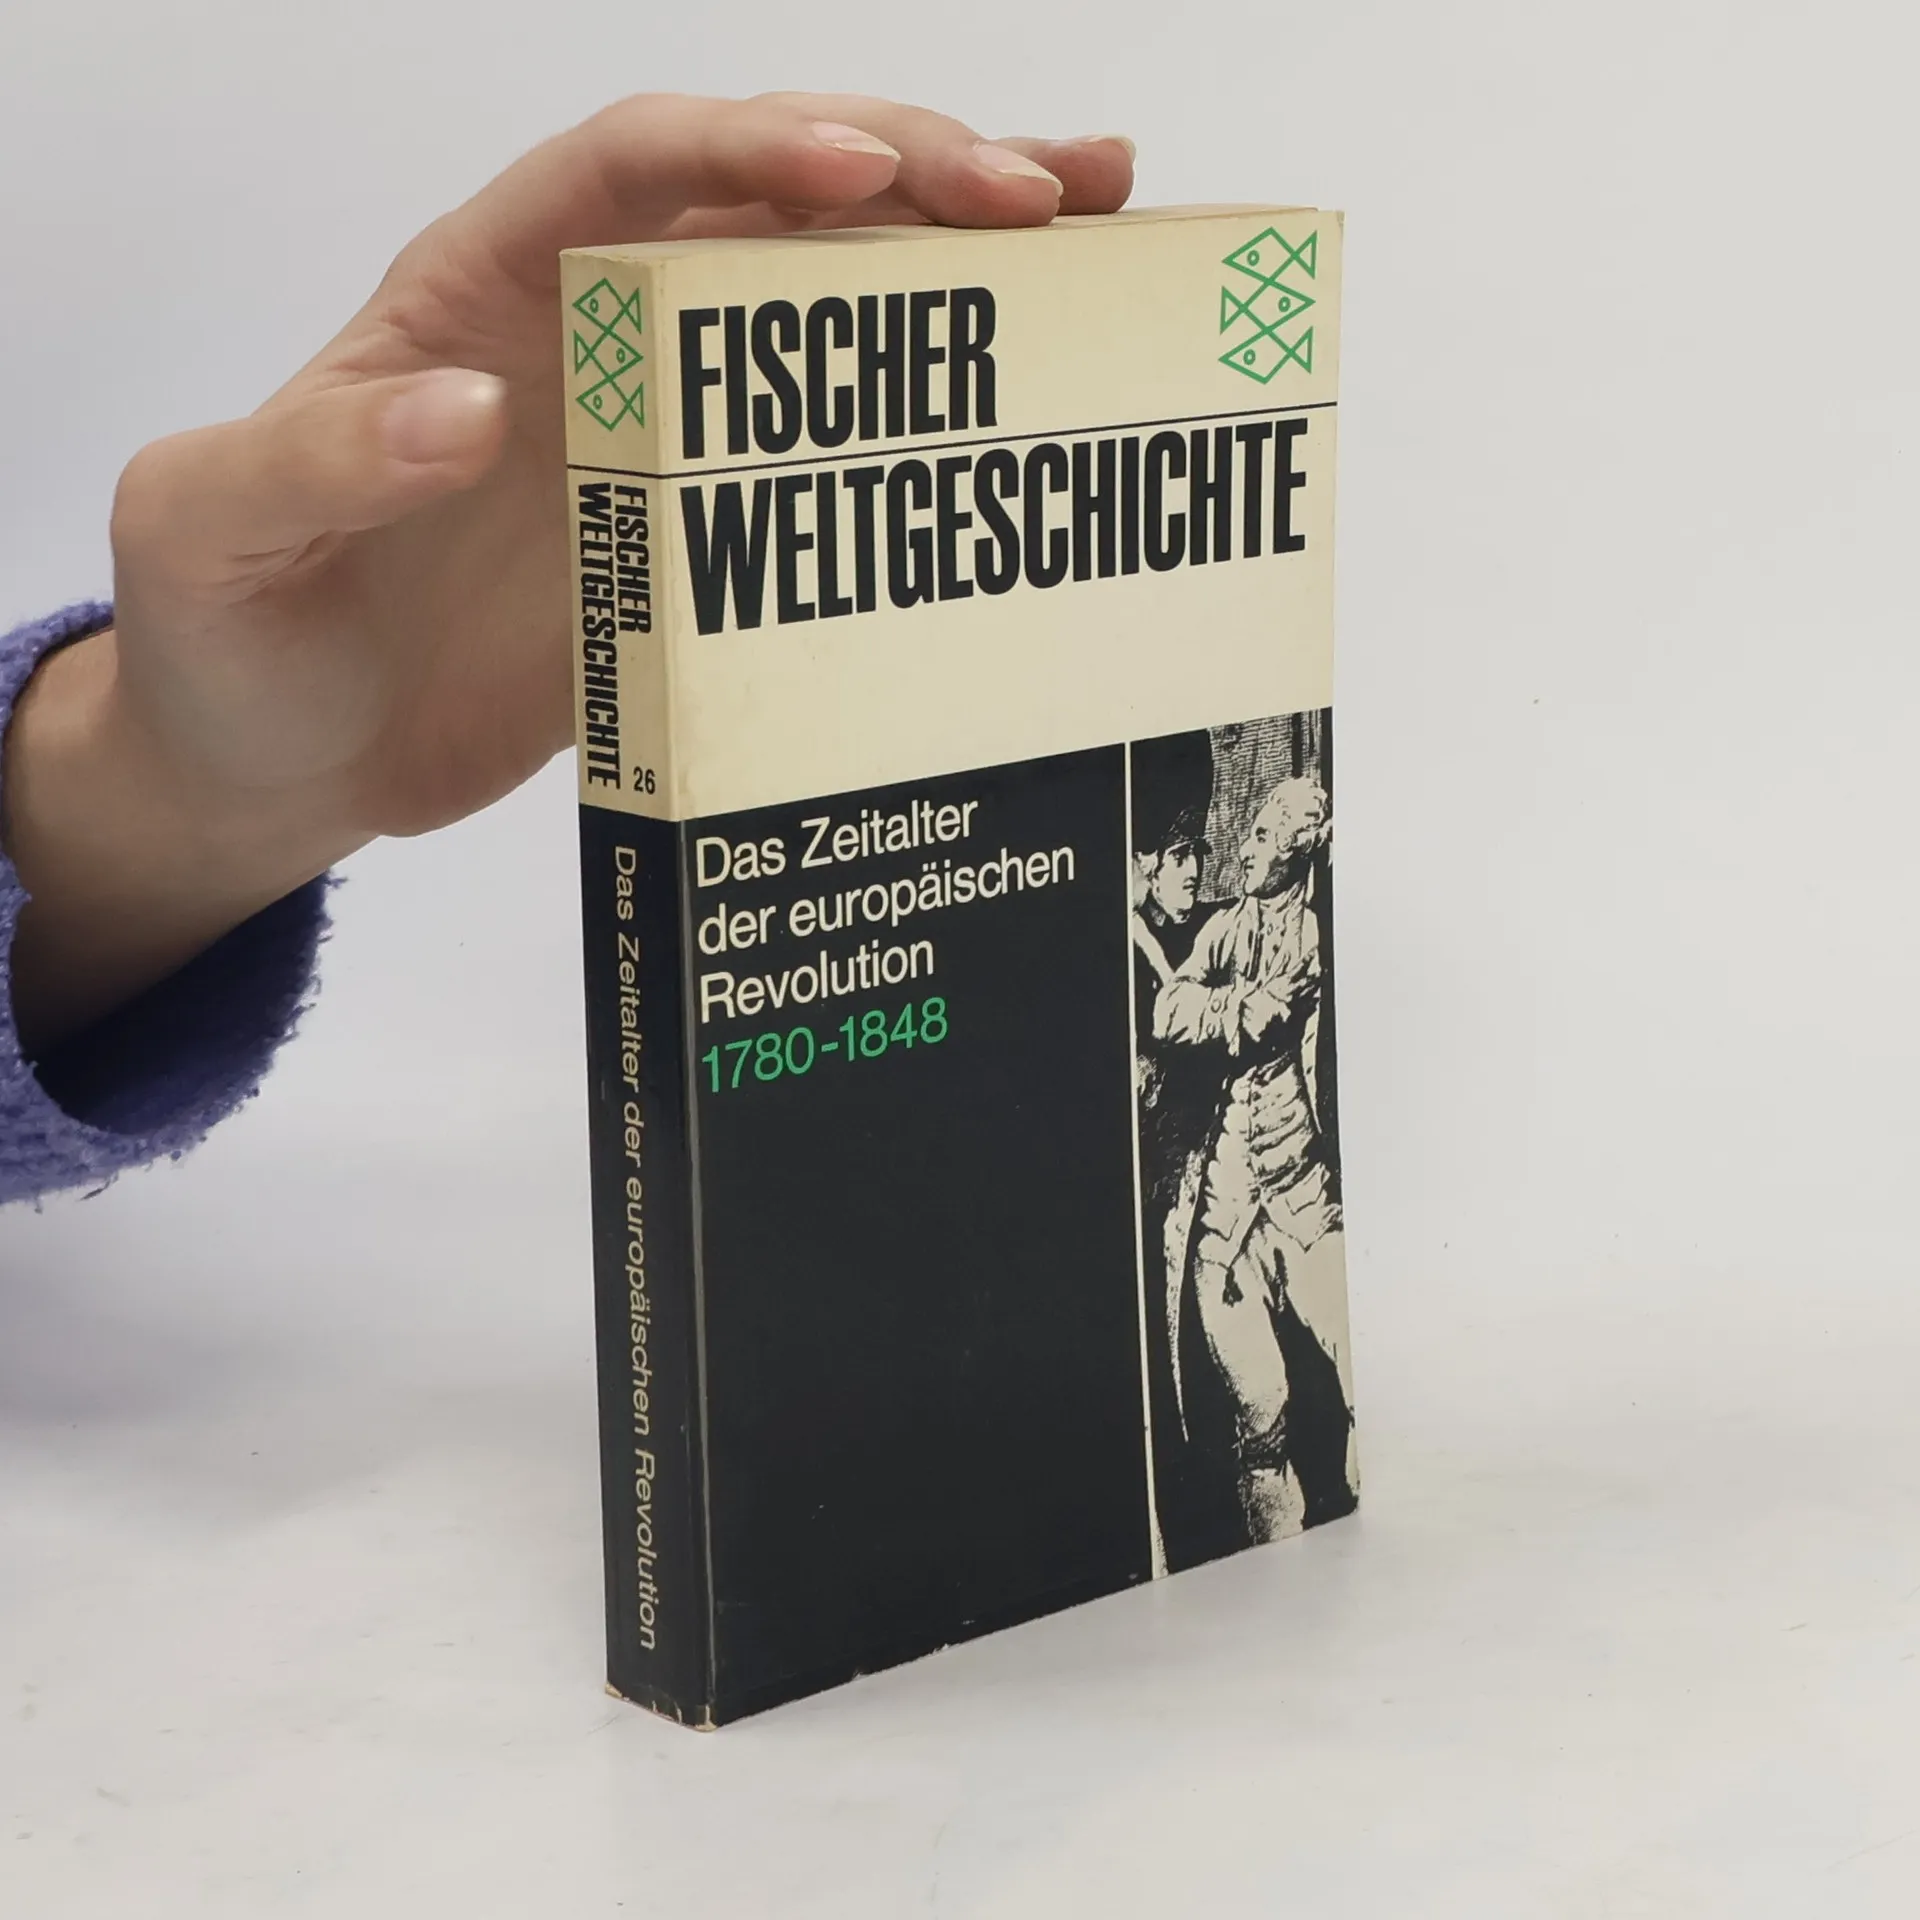 FISCHER
WELTGESCHICHTE
Das Zeitalter
der europäischen
Revolution
1780-1848
FISCHER
WELTGESCHICHTE
26
Das Zeitalter der europäischen Revolution